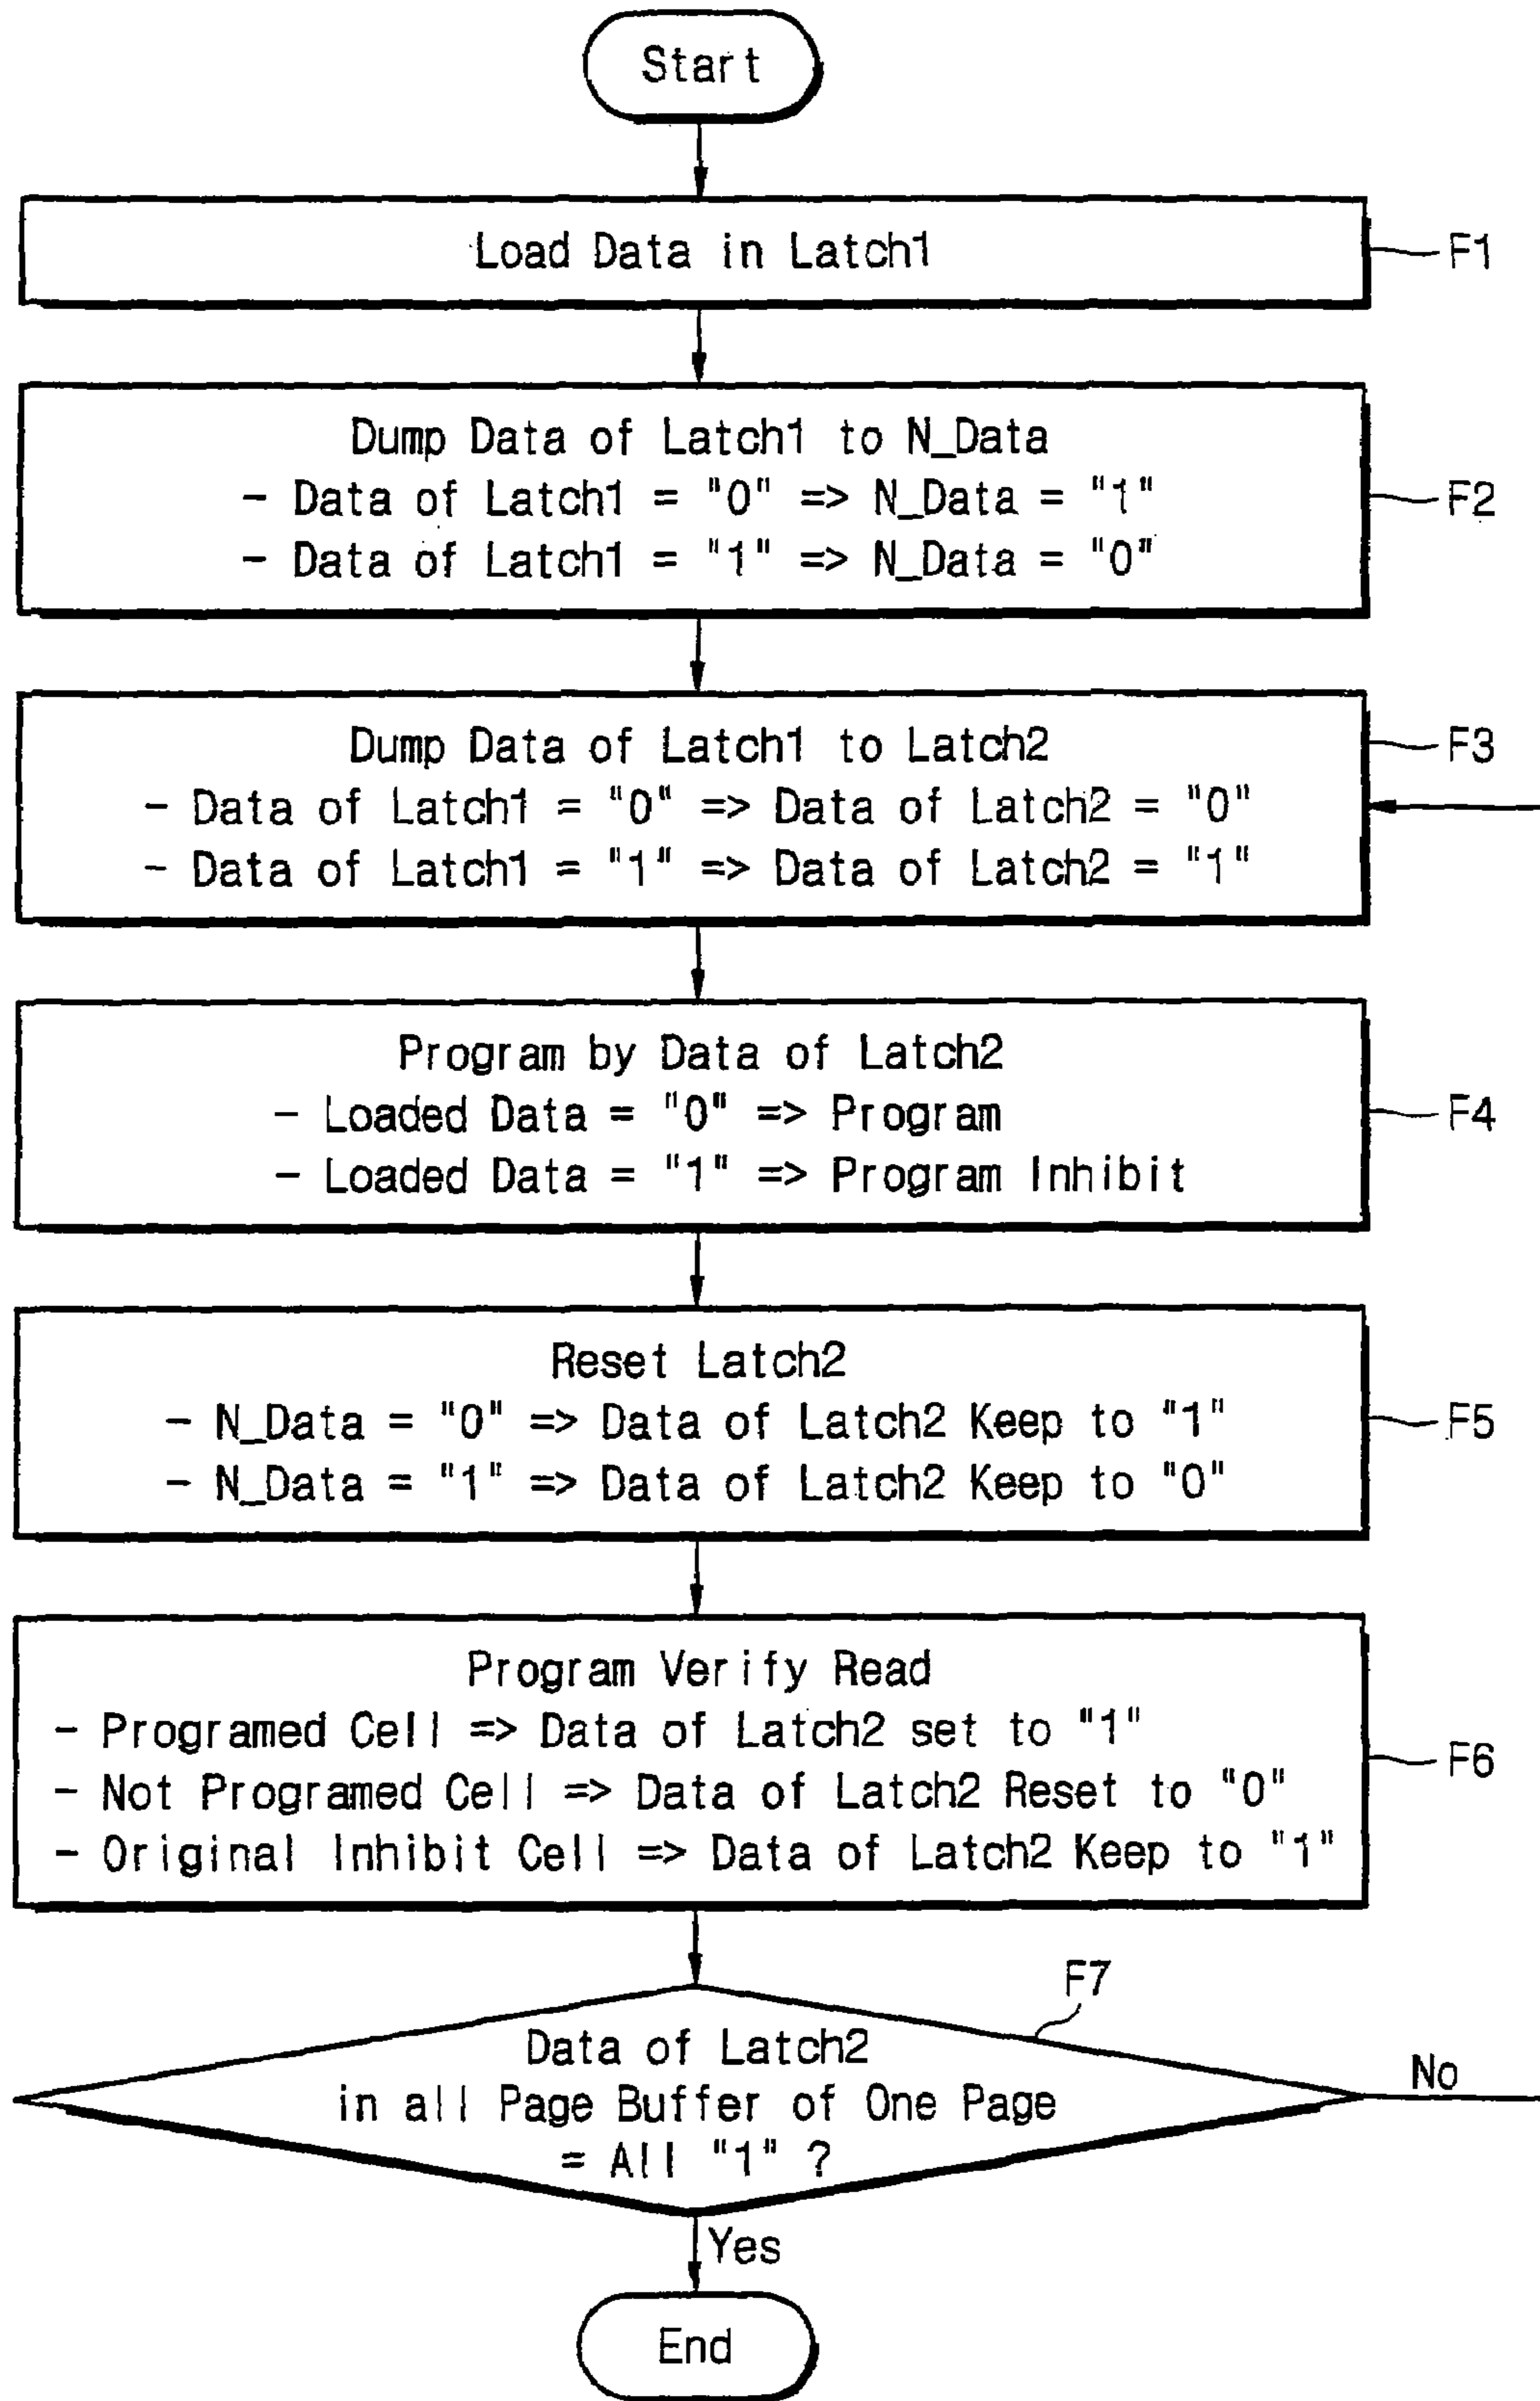 Start
Load Data in Latch1
F1
Dump Data of Latch1 to N_Data
- Data of Latch1 = "0" => N_Data = "1"
- Data of Latch1 = "1" => N_Data = "0"
F2
Dump Data of Latch1 to Latch2
- Data of Latch1 = "0" => Data of Latch2 = "0"
- Data of Latch1 = "1" => Data of Latch2 = "1"
F3
Program by Data of Latch2
- Loaded Data = "0" => Program
- Loaded Data = "1" => Program Inhibit
F4
Reset Latch2
- N_Data = "0" => Data of Latch2 Keep to "1"
- N_Data = "1" => Data of Latch2 Keep to "0"
F5
Program Verify Read
- Programed Cell => Data of Latch2 set to "1"
- Not Programed Cell => Data of Latch2 Reset to "0"
- Original Inhibit Cell => Data of Latch2 Keep to "1"
F6
F7
Data of Latch2
in all Page Buffer of One Page
= All "1" ?
No
Yes
End